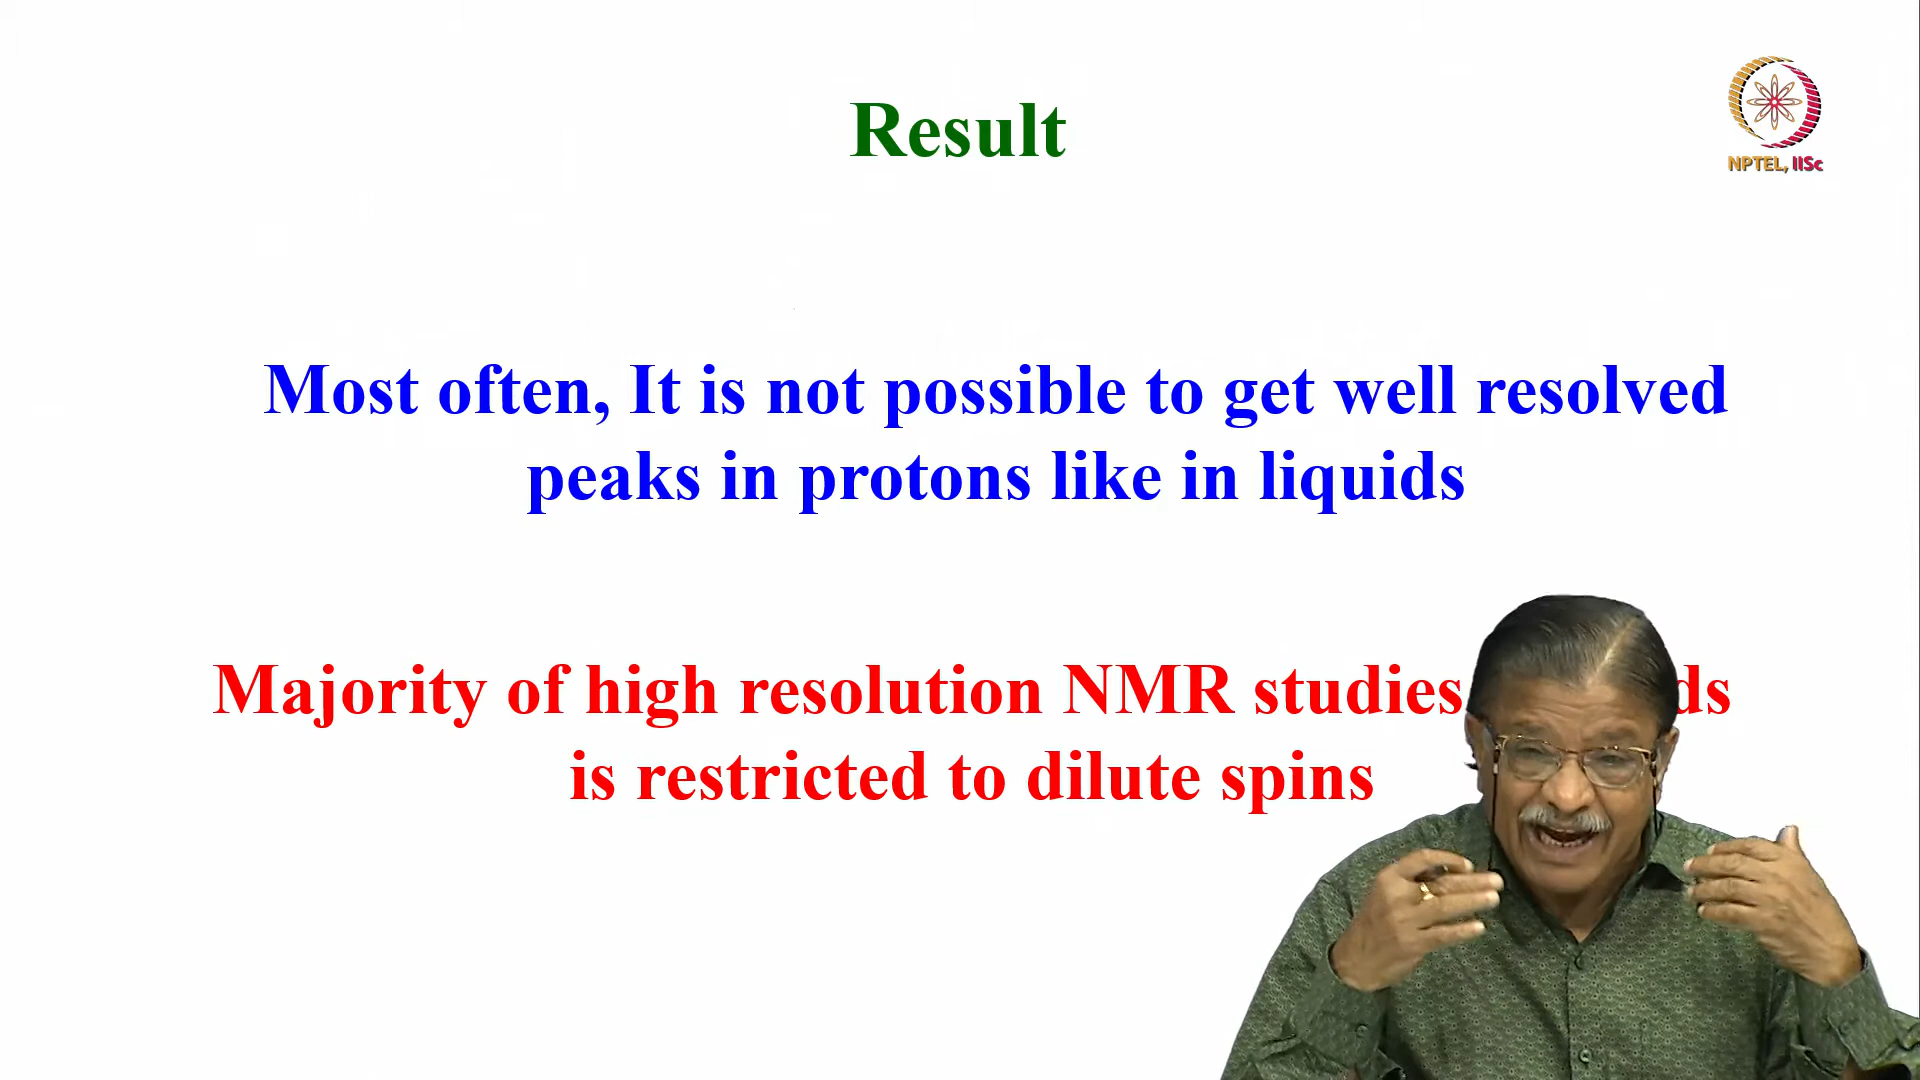 Result
NPTEL, IISc
Most often, It is not possible to get well resolved
peaks in protons like in liquids
Majority of high resolution NMR studies
is restricted to dilute spins